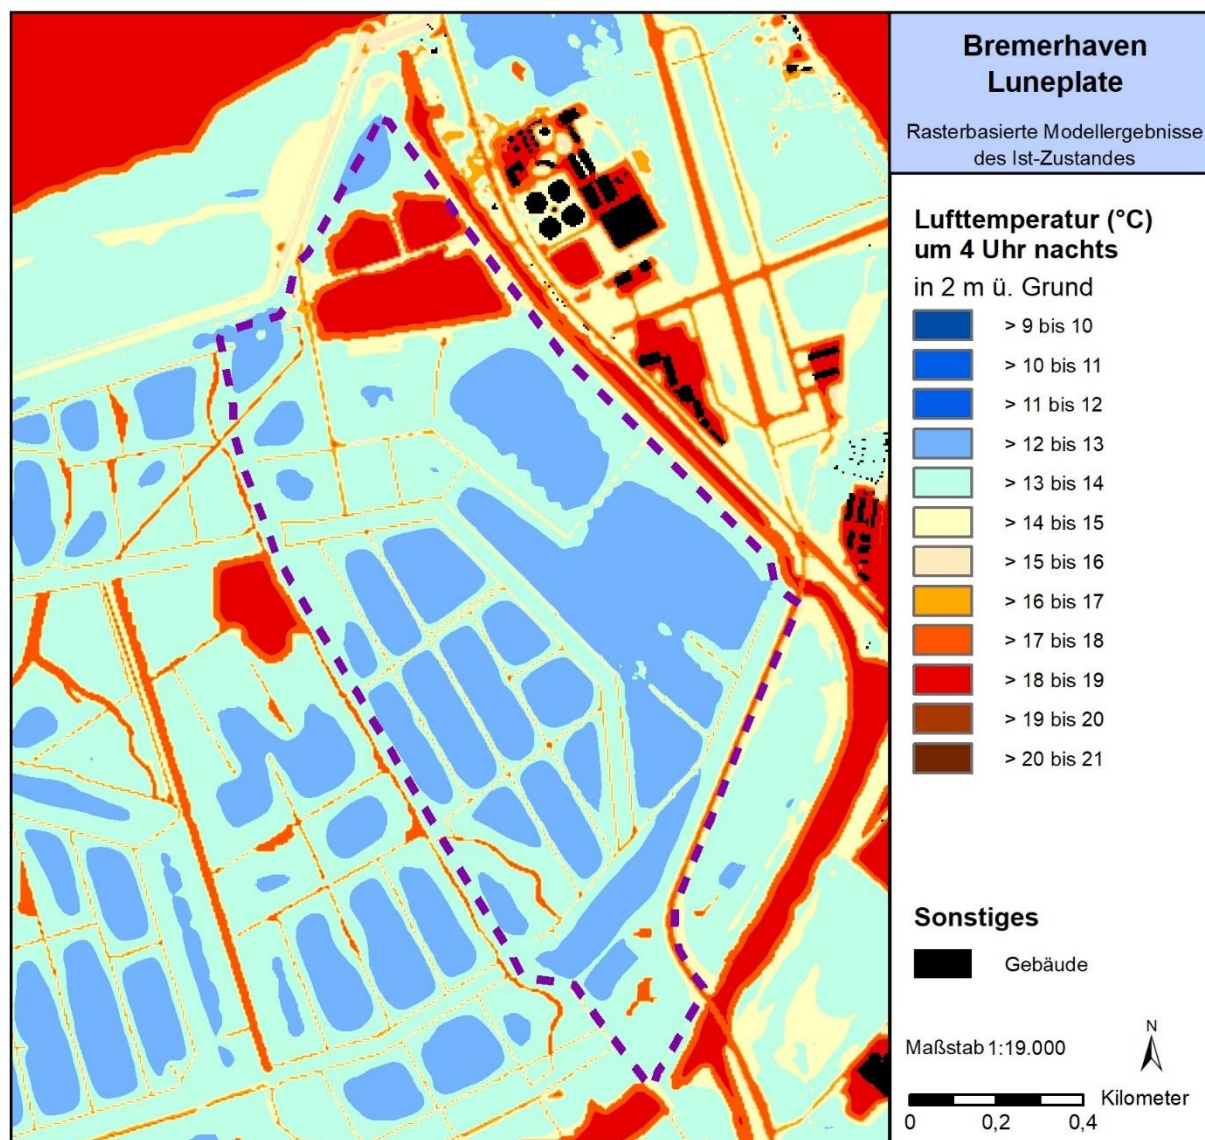 Bremerhaven
Luneplate
Rasterbasierte Modellergebnisse
des Ist-Zustandes
Lufttemperatur (°C)
um 4 Uhr nachts
in 2 m ü. Grund
> 9 bis 10
> 10 bis 11
> 11 bis 12
> 12 bis 13
> 13 bis 14
> 14 bis 15
> 15 bis 16
> 16 bis 17
> 17 bis 18
> 18 bis 19
> 19 bis 20
> 20 bis 21
Sonstiges
Gebäude
N
Maßstab 1:19.000
Kilometer
0 0,2 0,4